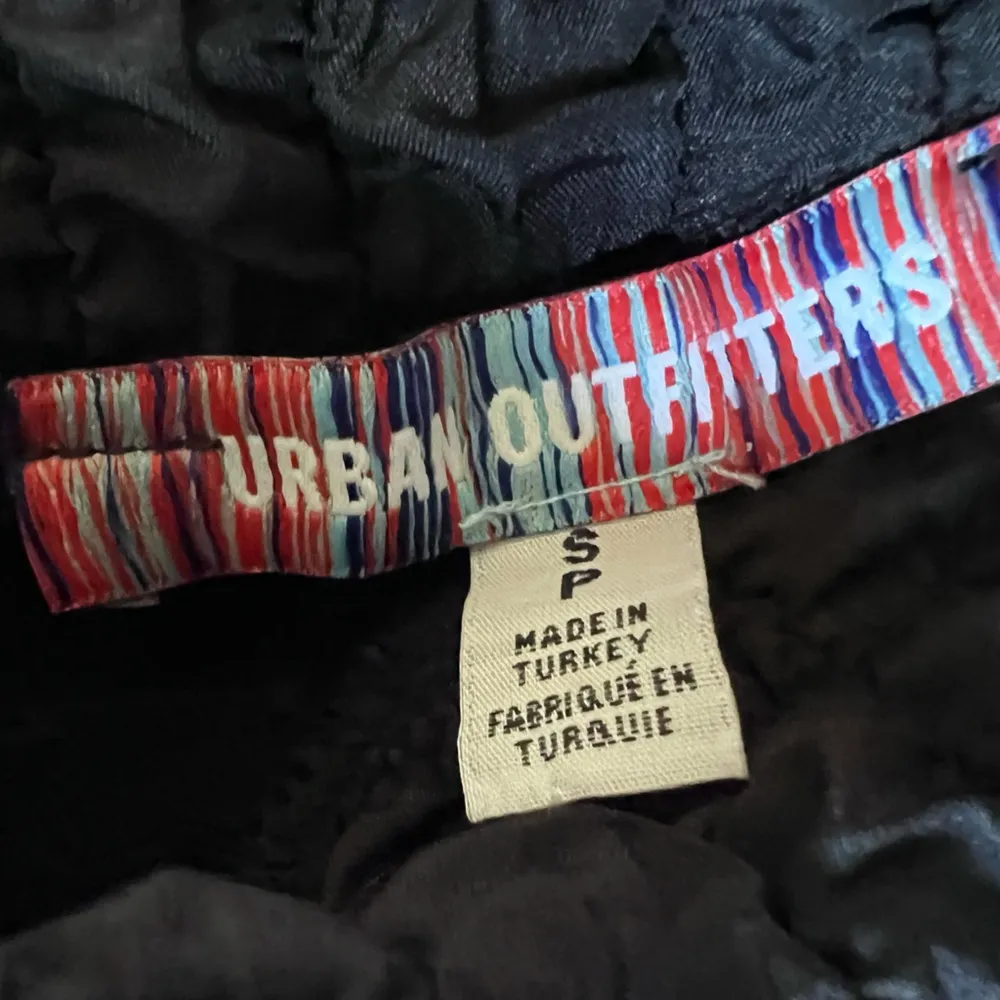 URBAN OUTFITTERS
S
P
MADE IN
TURKEY
FABRIQUÉ EN
TURQUIE